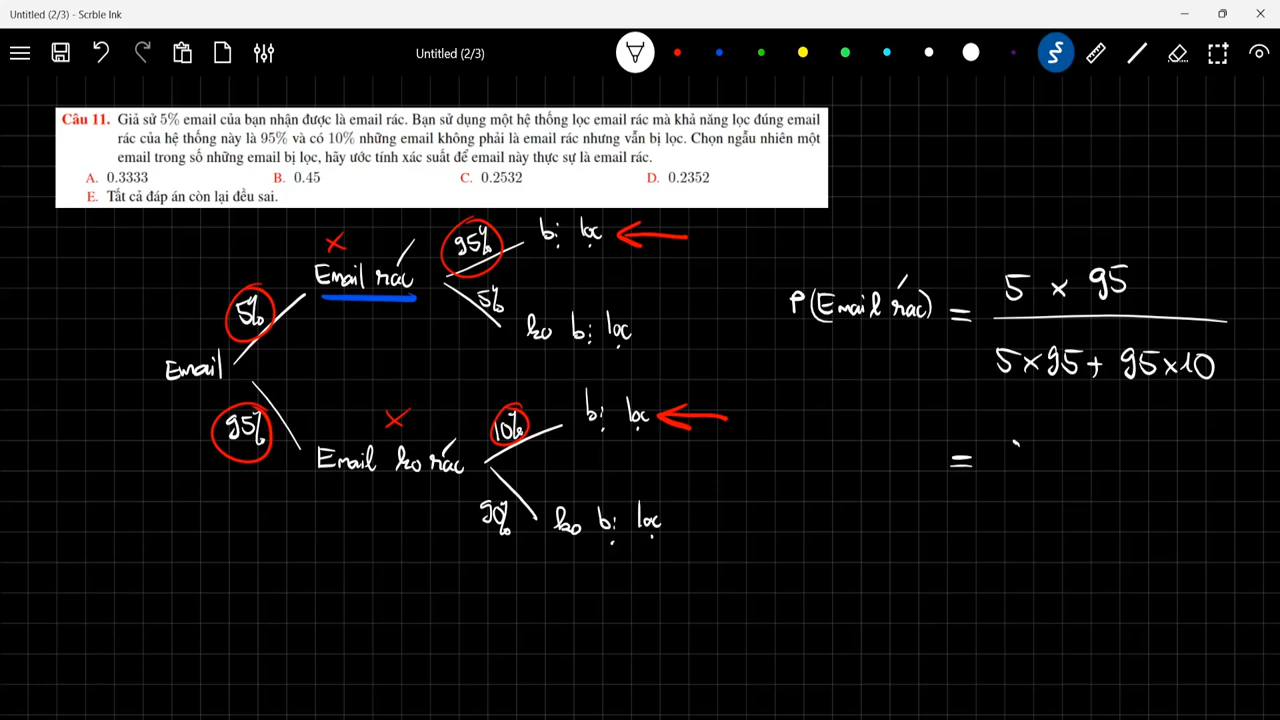 Untitled (2/3) - Scrble Ink
Untitled (2/3)
Câu 11. Giả sử 5% email của bạn nhận được là email rác. Bạn sử dụng một hệ thống lọc email rác mà khả năng lọc đúng email
rác của hệ thống này là 95% và có 10% những email không phải là email rác nhưng vẫn bị lọc. Chọn ngẫu nhiên một
email trong số những email bị lọc, hãy ước tính xác suất để email này thực sự là email rác.
A. 0.3333 B. 0.45 C. 0.2532 D. 0.2352
E. Tất cả đáp án còn lại đều sai.
95% bị lọc
Email rác
5%
5%
ko bị lọc
Email
95%
10% bị lọc
Email ko rác
90%
ko bị lọc
P(Email rác) = 5 × 95
5×95 + 95×10
=